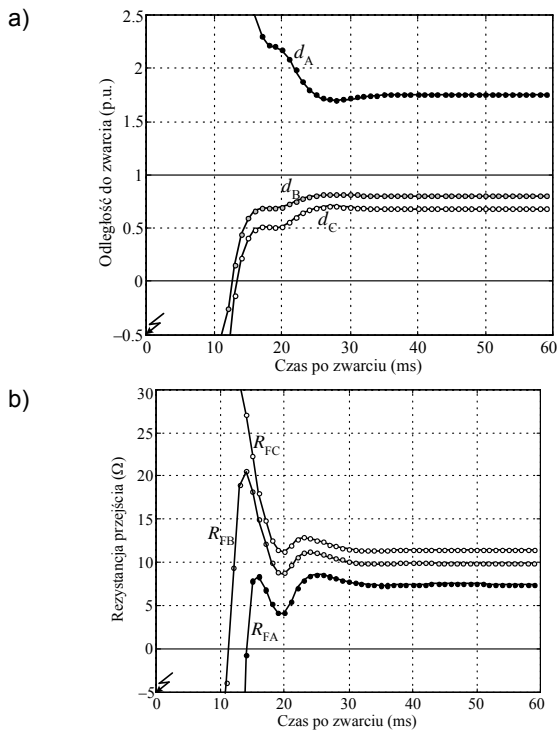 a)
Odległość do zwarcia (p.u.)
2.5
2
1.5
1
0.5
0
–0.5
d_A
d_B
d_C
0 10 20 30 40 50 60
Czas po zwarciu (ms)
b)
Rezystancja przejścia (Ω)
30
25
20
15
10
5
0
–5
R_FC
R_FB
R_FA
0 10 20 30 40 50 60
Czas po zwarciu (ms)